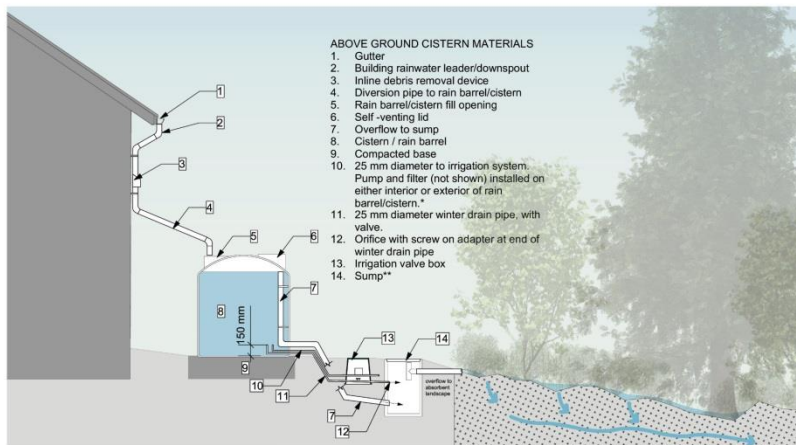 ABOVE GROUND CISTERN MATERIALS
1. Gutter
2. Building rainwater leader/downspout
3. Inline debris removal device
4. Diversion pipe to rain barrel/cistern
5. Rain barrel/cistern fill opening
6. Self -venting lid
7. Overflow to sump
8. Cistern / rain barrel
9. Compacted base
10. 25 mm diameter to irrigation system.
Pump and filter (not shown) installed on
either interior or exterior of rain
barrel/cistern.*
11. 25 mm diameter winter drain pipe, with
valve.
12. Orifice with screw on adapter at end of
winter drain pipe
13. Irrigation valve box
14. Sump**
1
2
3
4
5
6
7
8
150 mm
9
10
11
13
14
7
12
overflow to
absorbent
landscape